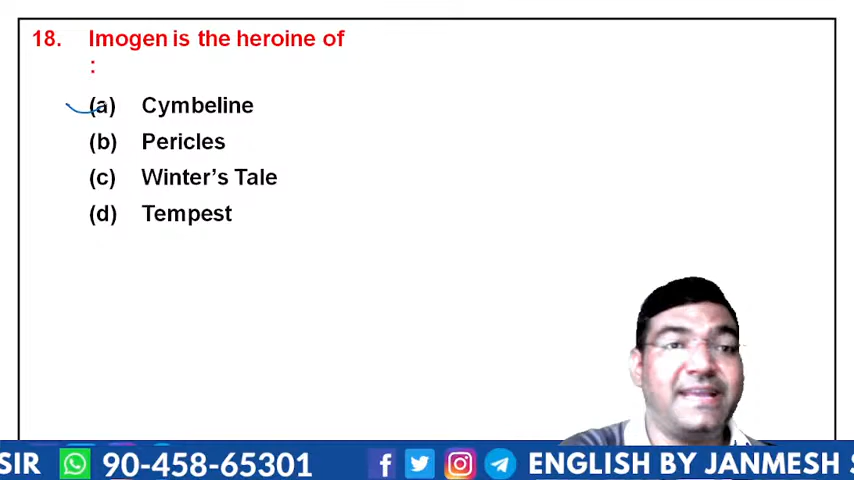 18. Imogen is the heroine of
:
(a) Cymbeline
(b) Pericles
(c) Winter's Tale
(d) Tempest
SIR 90-458-65301 ENGLISH BY JANMESH S